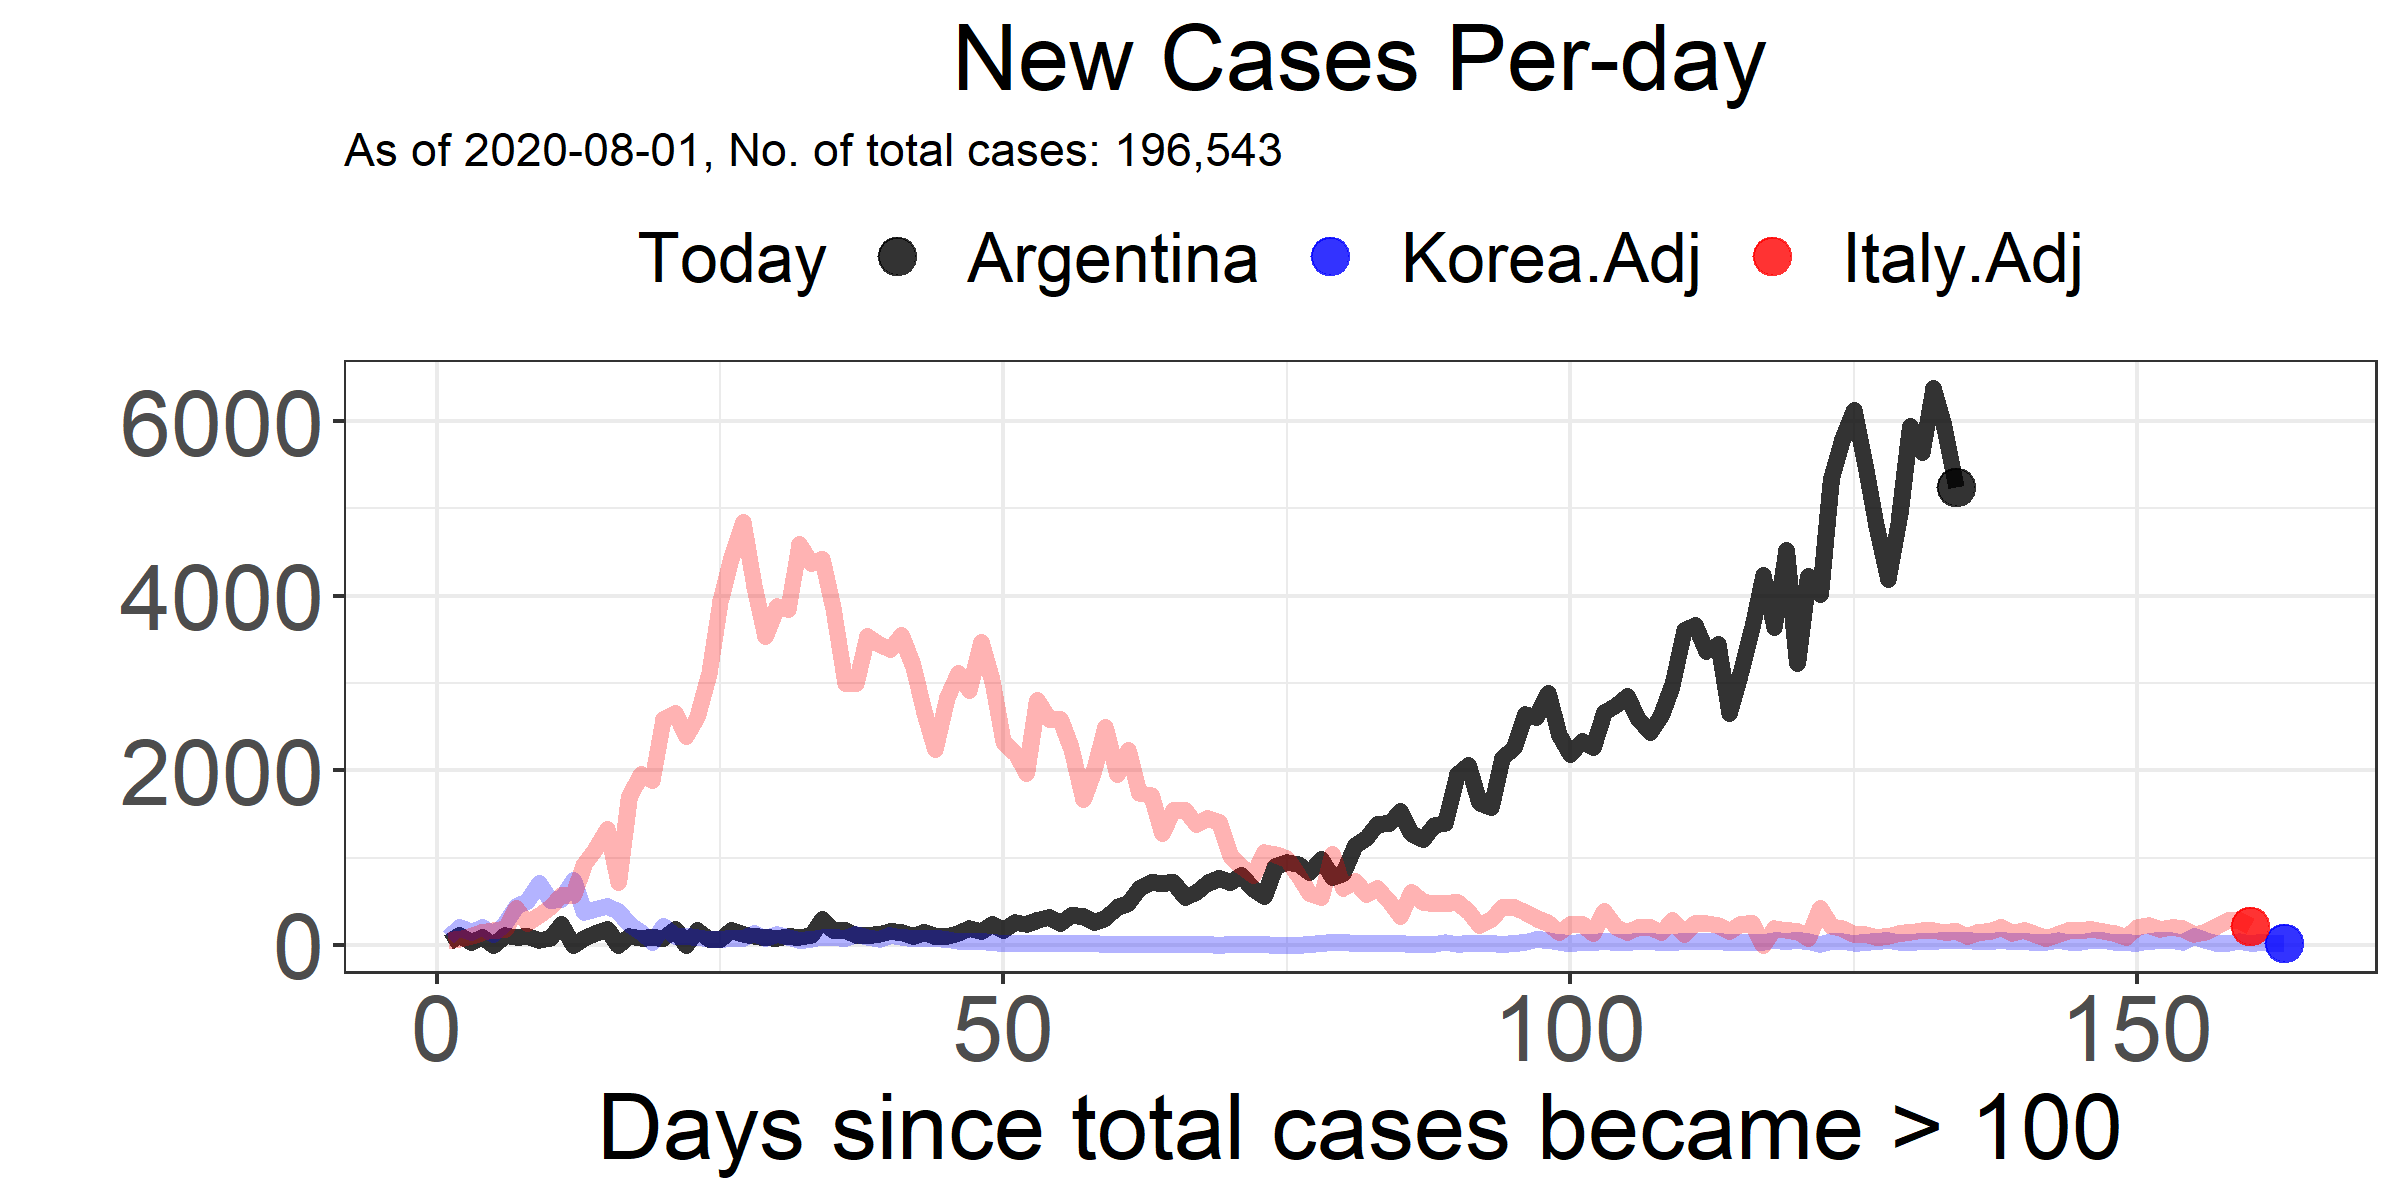 New Cases Per-day
As of 2020-08-01, No. of total cases: 196,543
Today Argentina Korea.Adj Italy.Adj
6000
4000
2000
0
0 50 100 150
Days since total cases became > 100